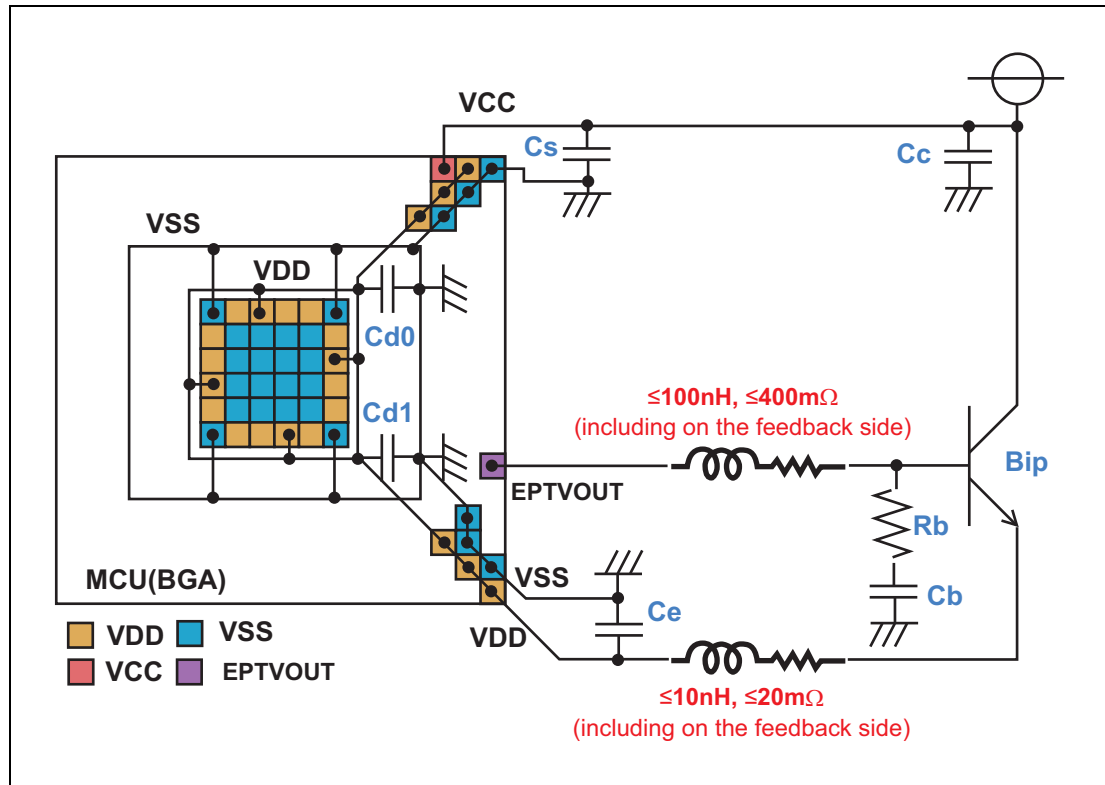 VCC
Cs
Cc
VSS
VDD
Cd0
Cd1
≤100nH, ≤400mΩ
(including on the feedback side)
Bip
EPTVOUT
Rb
MCU(BGA)
VSS
Cb
Ce
VDD
VDD
VSS
VCC
EPTVOUT
≤10nH, ≤20mΩ
(including on the feedback side)